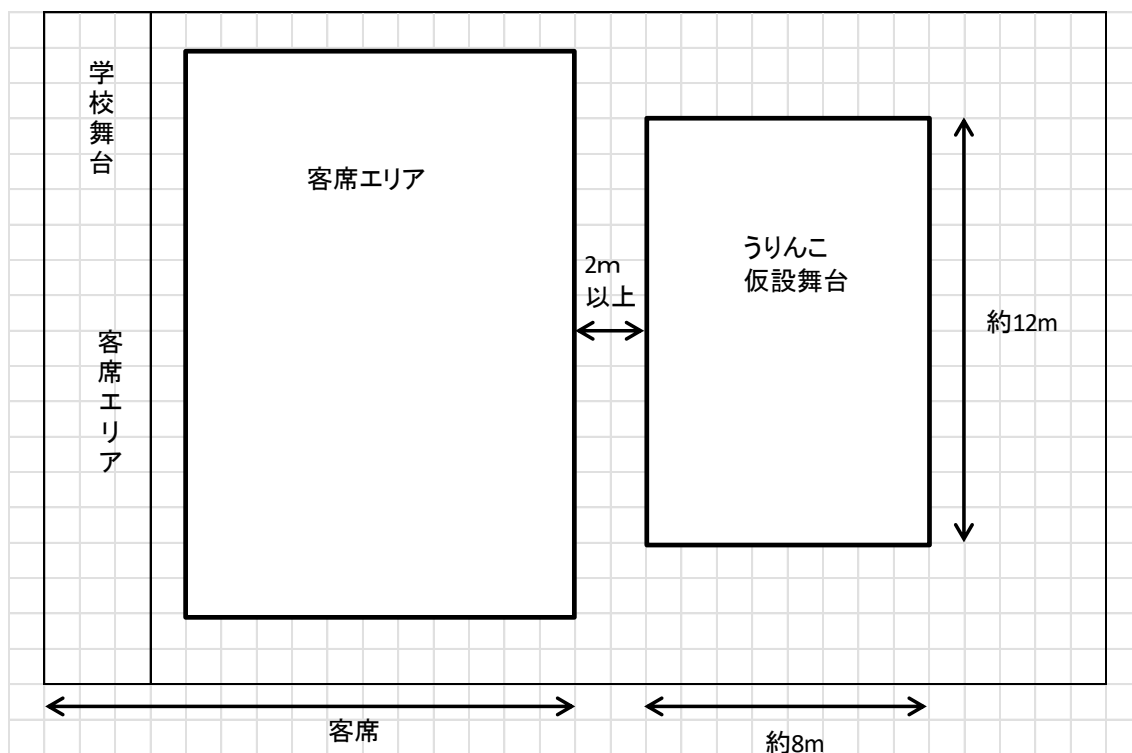 学校舞台
客席エリア
客席エリア
2m
以上
うりんこ
仮設舞台
約12m
客席
約8m